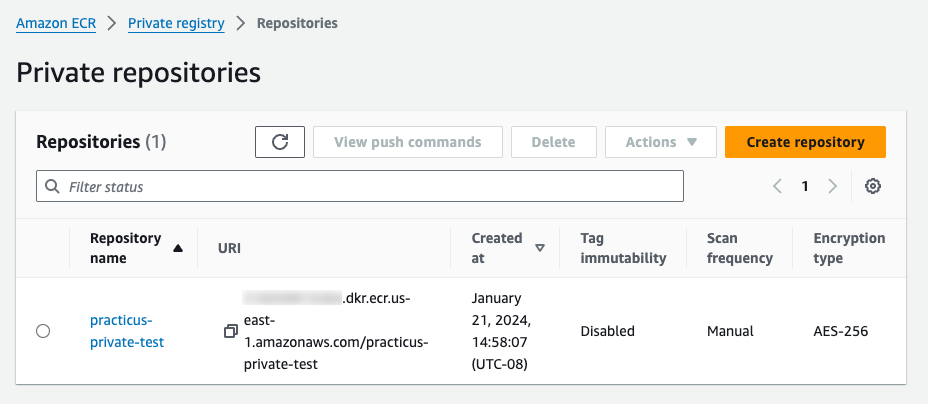 Amazon ECR > Private registry > Repositories
Private repositories
Repositories (1)
View push commands
Delete
Actions
Create repository
Filter status
1
Repository
name
URI
Created
at
Tag
immutability
Scan
frequency
Encryption
type
practicus-
private-test
.dkr.ecr.us-
east-
1.amazonaws.com/practicus-
private-test
January
21, 2024,
14:58:07
(UTC-08)
Disabled
Manual
AES-256